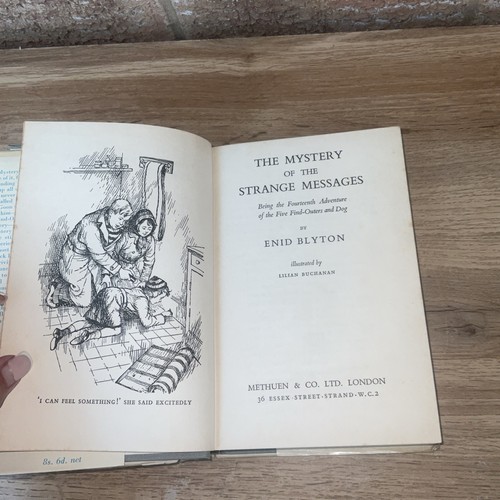 'I CAN FEEL SOMETHING!' SHE SAID EXCITEDLY
8s. 6d. net
THE MYSTERY
OF THE
STRANGE MESSAGES
Being the Fourteenth Adventure
of the Five Find-Outers and Dog
BY
ENID BLYTON
illustrated by
LILIAN BUCHANAN
METHUEN & CO. LTD. LONDON
36 ESSEX · STREET · STRAND · W.C.2